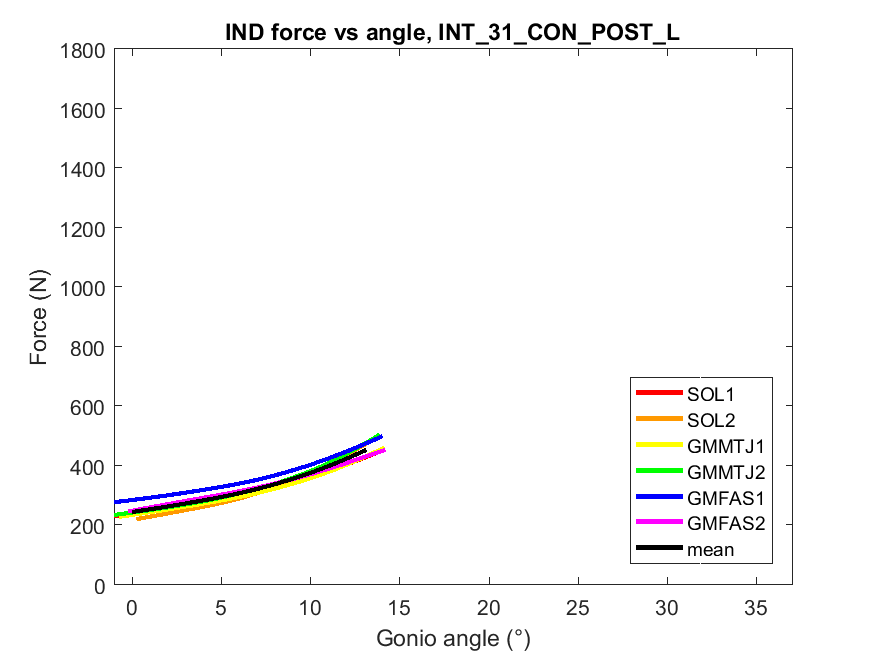 IND force vs angle, INT_31_CON_POST_L
1800
1600
1400
1200
1000
800
600
400
200
0
Force (N)
0 5 10 15 20 25 30 35
Gonio angle (°)
SOL1
SOL2
GMMTJ1
GMMTJ2
GMFAS1
GMFAS2
mean